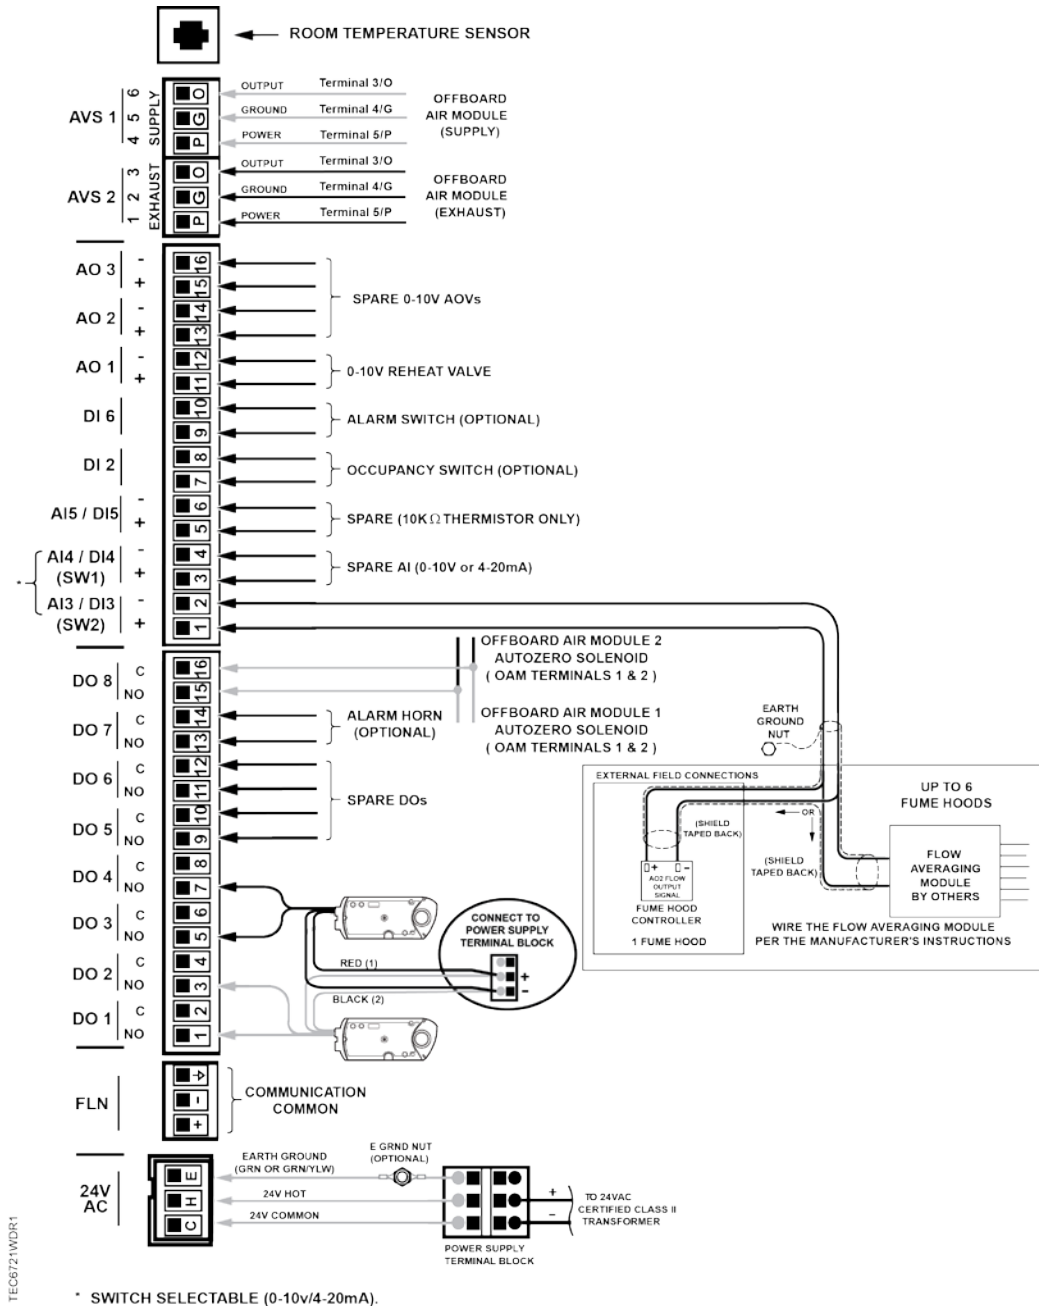 ROOM TEMPERATURE SENSOR
AVS 1
4 5 6
SUPPLY
O
G
P
OUTPUT
Terminal 3/O
GROUND
Terminal 4/G
POWER
Terminal 5/P
OFFBOARD
AIR MODULE
(SUPPLY)
AVS 2
1 2 3
EXHAUST
O
G
P
OUTPUT
Terminal 3/O
GROUND
Terminal 4/G
POWER
Terminal 5/P
OFFBOARD
AIR MODULE
(EXHAUST)
AO 3
-
+
16
15
AO 2
-
+
14
13
SPARE 0-10V AOVs
AO 1
-
+
12
11
0-10V REHEAT VALVE
DI 6
10
9
ALARM SWITCH (OPTIONAL)
DI 2
8
7
OCCUPANCY SWITCH (OPTIONAL)
AI5 / DI5
-
+
6
5
SPARE (10K Ω THERMISTOR ONLY)
*
AI4 / DI4
(SW1)
-
+
4
3
SPARE AI (0-10V or 4-20mA)
AI3 / DI3
(SW2)
-
+
2
1
OFFBOARD AIR MODULE 2
AUTOZERO SOLENOID
( OAM TERMINALS 1 & 2 )
OFFBOARD AIR MODULE 1
AUTOZERO SOLENOID
( OAM TERMINALS 1 & 2 )
DO 8
C
NO
16
15
DO 7
C
NO
14
13
ALARM HORN
(OPTIONAL)
DO 6
C
NO
12
11
DO 5
C
NO
10
9
SPARE DOs
DO 4
C
NO
8
7
DO 3
C
NO
6
5
DO 2
C
NO
4
3
DO 1
C
NO
2
1
CONNECT TO
POWER SUPPLY
TERMINAL BLOCK
+
-
RED (1)
BLACK (2)
EARTH
GROUND
NUT
EXTERNAL FIELD CONNECTIONS
UP TO 6
FUME HOODS
OR
(SHIELD
TAPED BACK)
(SHIELD
TAPED BACK)
+ -
AO2 FLOW
OUTPUT
SIGNAL
FUME HOOD
CONTROLLER
1 FUME HOOD
FLOW
AVERAGING
MODULE
BY OTHERS
WIRE THE FLOW AVERAGING MODULE
PER THE MANUFACTURER'S INSTRUCTIONS
FLN
-
+
COMMUNICATION
COMMON
24V
AC
E
H
C
EARTH GROUND
(GRN OR GRN/YLW)
E GRND NUT
(OPTIONAL)
24V HOT
24V COMMON
+
-
TO 24VAC
CERTIFIED CLASS II
TRANSFORMER
POWER SUPPLY
TERMINAL BLOCK
TEC6721WDR1
* SWITCH SELECTABLE (0-10v/4-20mA).